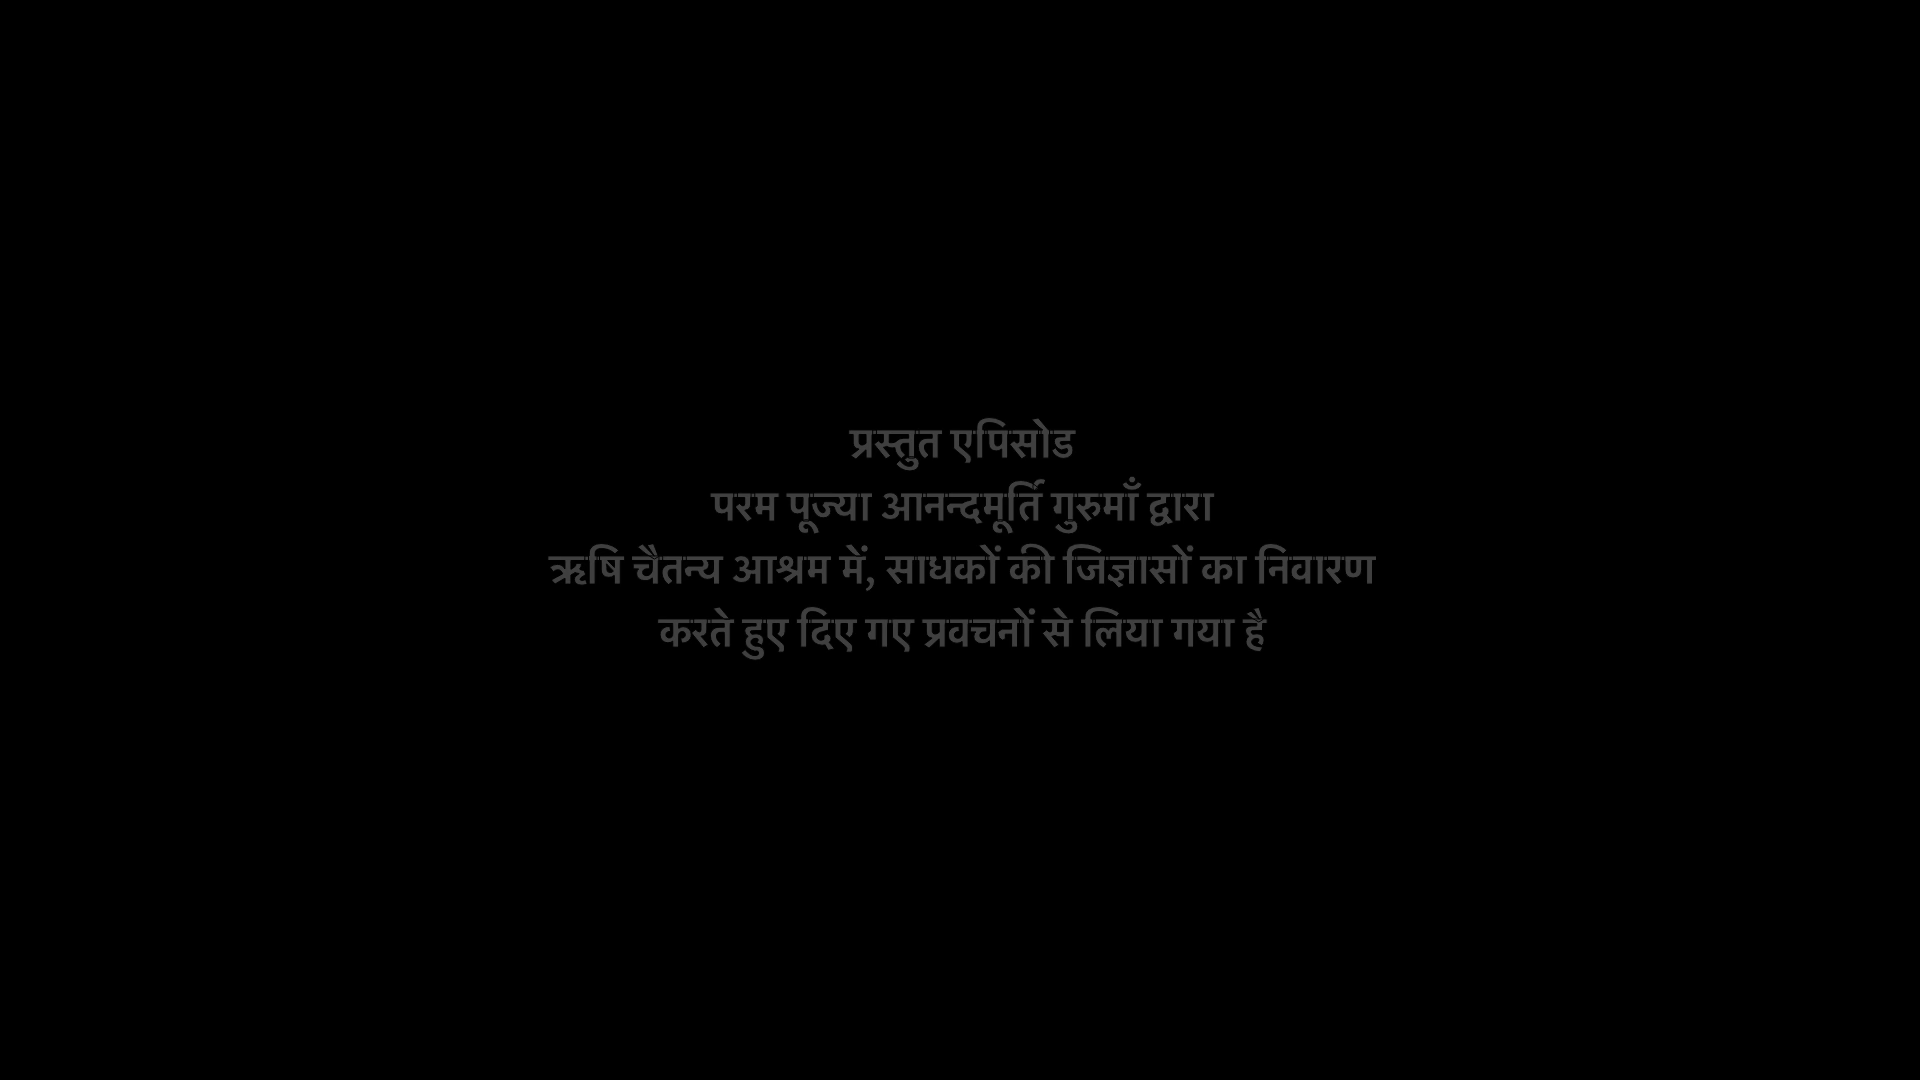 प्रस्तुत एपिसोड
परम पूज्या आनन्दमूर्ति गुरुमाँ द्वारा
ऋषि चैतन्य आश्रम में, साधकों की जिज्ञासों का निवारण
करते हुए दिए गए प्रवचनों से लिया गया है